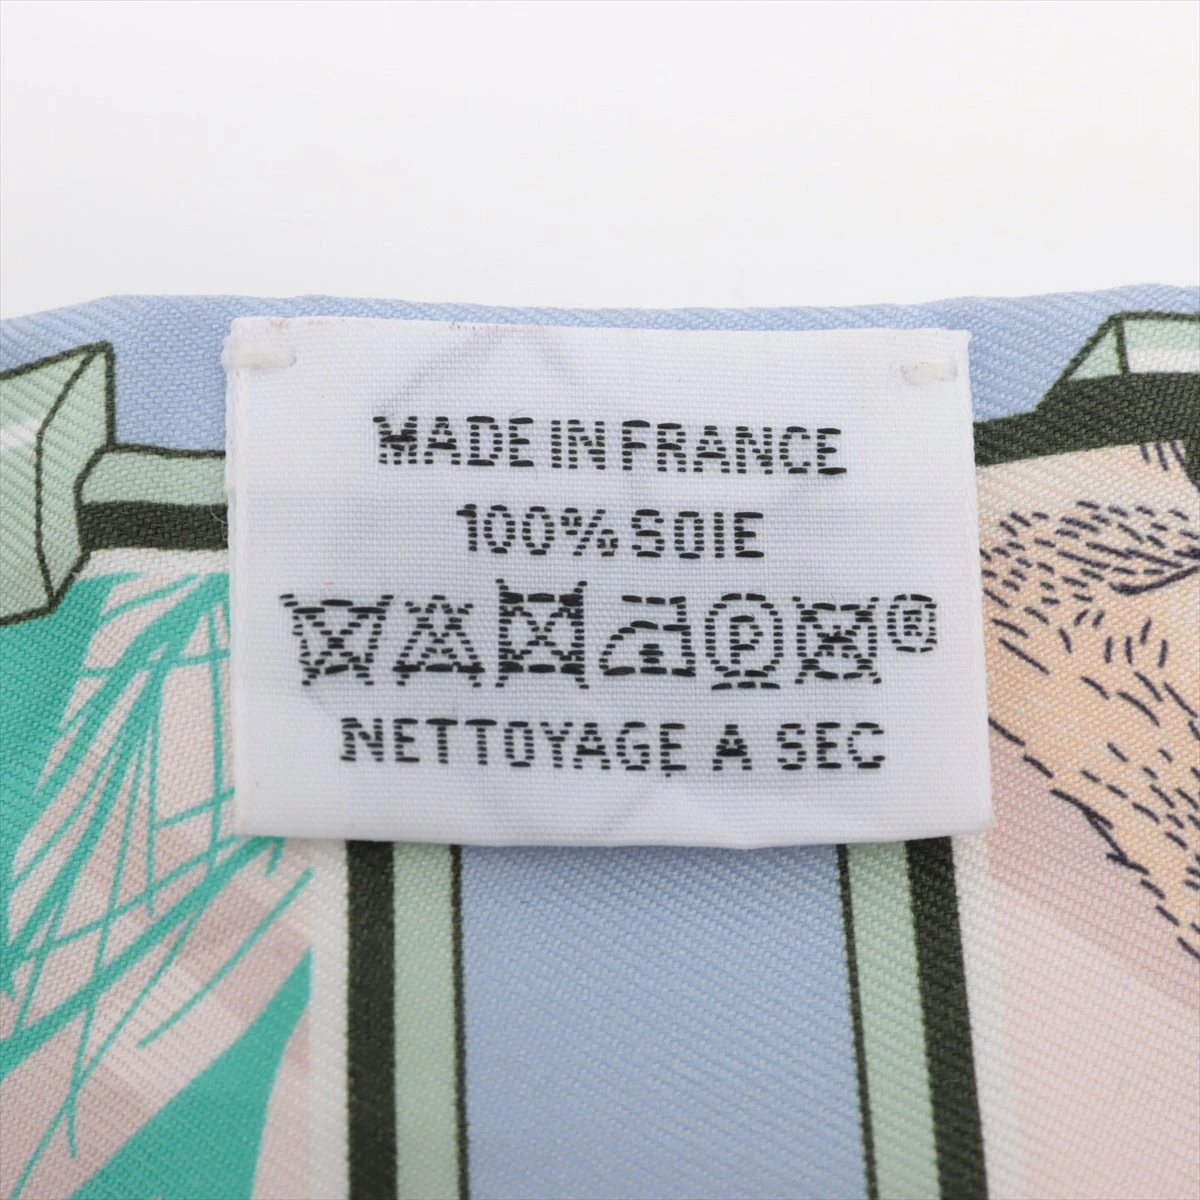 MADE IN FRANCE
100% SOIE
P ®
NETTOYAGE A SEC